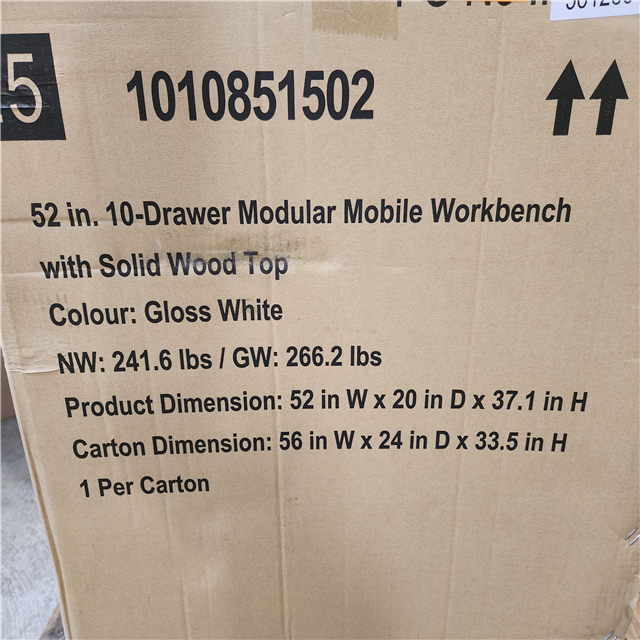 5
1010851502
52 in. 10-Drawer Modular Mobile Workbench
with Solid Wood Top
Colour: Gloss White
NW: 241.6 lbs / GW: 266.2 lbs
Product Dimension: 52 in W x 20 in D x 37.1 in H
Carton Dimension: 56 in W x 24 in D x 33.5 in H
1 Per Carton